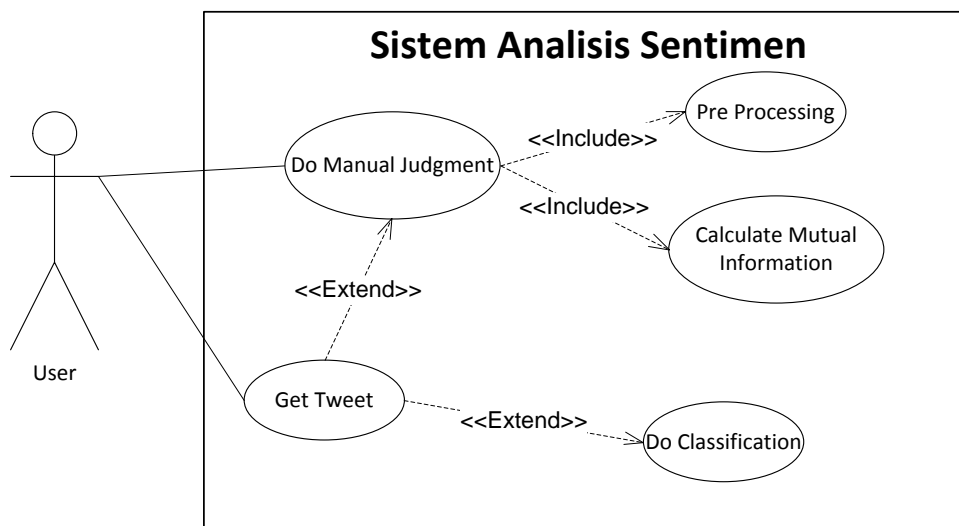 Sistem Analisis Sentimen
Pre Processing
<<Include>>
Do Manual Judgment
<<Include>>
Calculate Mutual
Information
<<Extend>>
User
Get Tweet
<<Extend>>
Do Classification